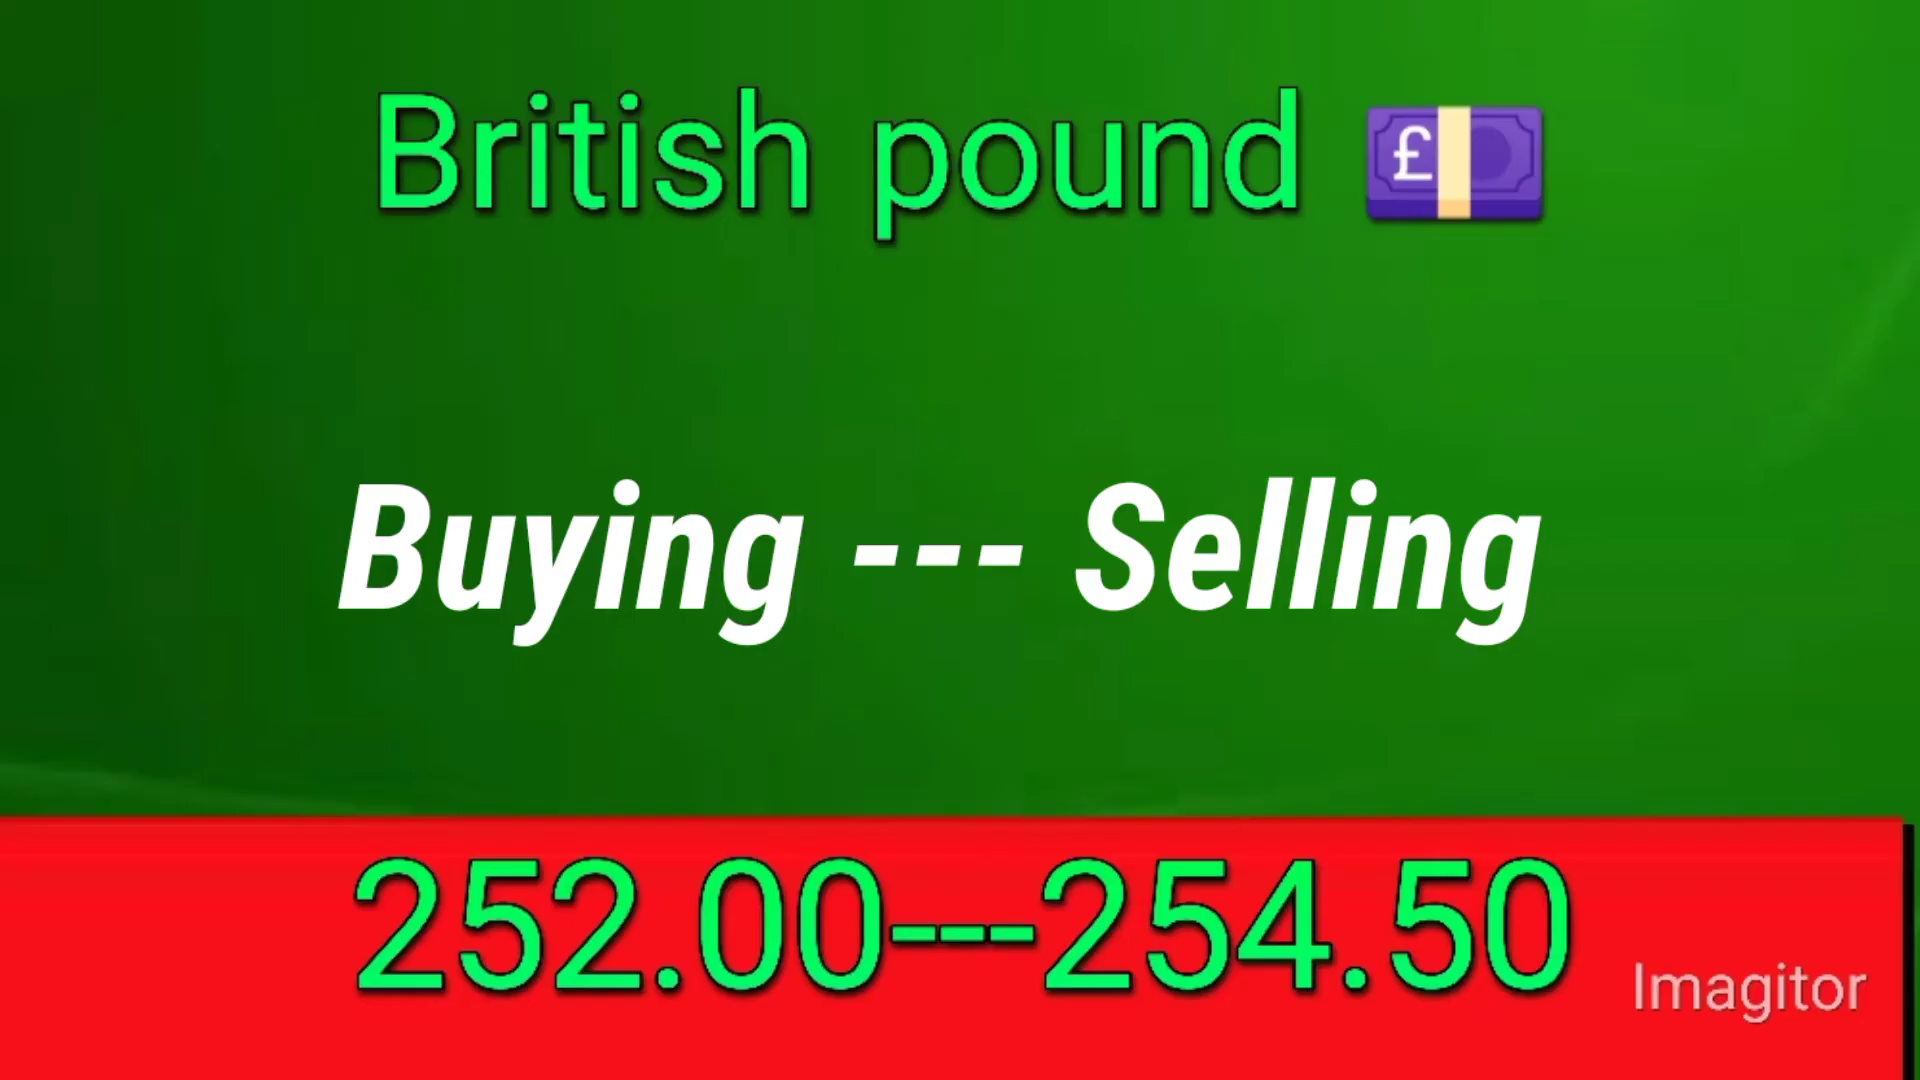 British pound 💷
Buying --- Selling
252.00---254.50
Imagitor